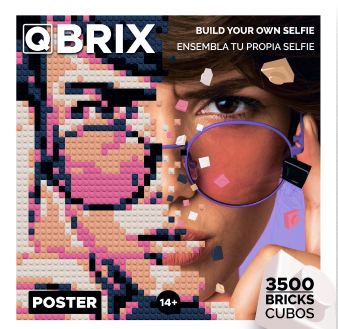 QBRIX
BUILD YOUR OWN SELFIE
ENSEMBLA TU PROPIA SELFIE
POSTER
14+
3500
BRICKS
CUBOS